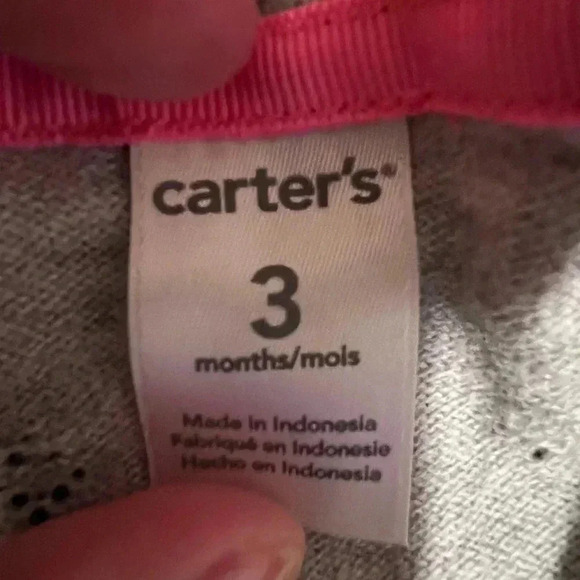 carter's®
3
months/mois
Made in Indonesia
Fabriqué en Indonesie
Hecho en Indonesia